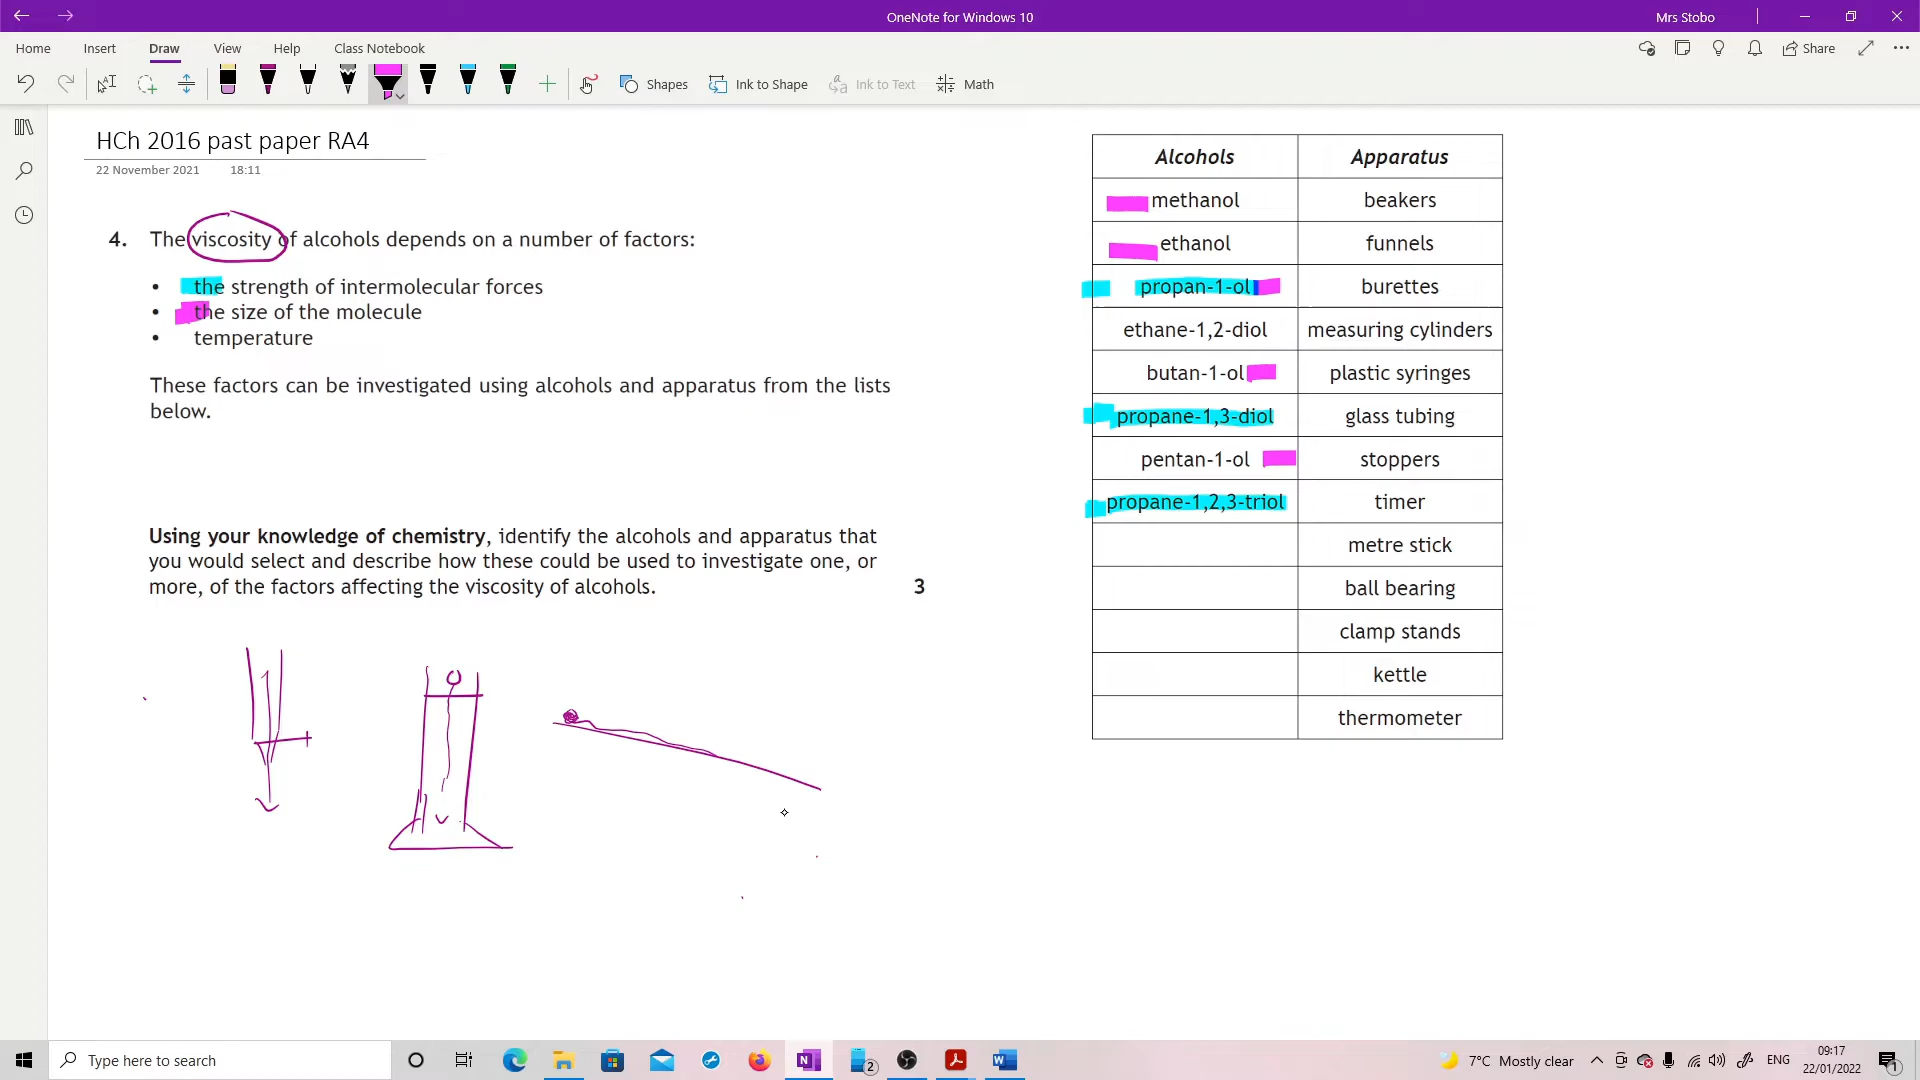 OneNote for Windows 10
Mrs Stobo
Home Insert Draw View Help Class Notebook
Share
Shapes Ink to Shape Ink to Text Math
HCh 2016 past paper RA4
22 November 2021 18:11
4. The viscosity of alcohols depends on a number of factors:
• the strength of intermolecular forces
• the size of the molecule
• temperature
These factors can be investigated using alcohols and apparatus from the lists
below.
Using your knowledge of chemistry, identify the alcohols and apparatus that
you would select and describe how these could be used to investigate one, or
more, of the factors affecting the viscosity of alcohols. 3
Alcohols Apparatus
methanol beakers
ethanol funnels
propan-1-ol burettes
ethane-1,2-diol measuring cylinders
butan-1-ol plastic syringes
propane-1,3-diol glass tubing
pentan-1-ol stoppers
propane-1,2,3-triol timer
metre stick
ball bearing
clamp stands
kettle
thermometer
Type here to search
2
7°C Mostly clear
ENG
09:17
22/01/2022
1